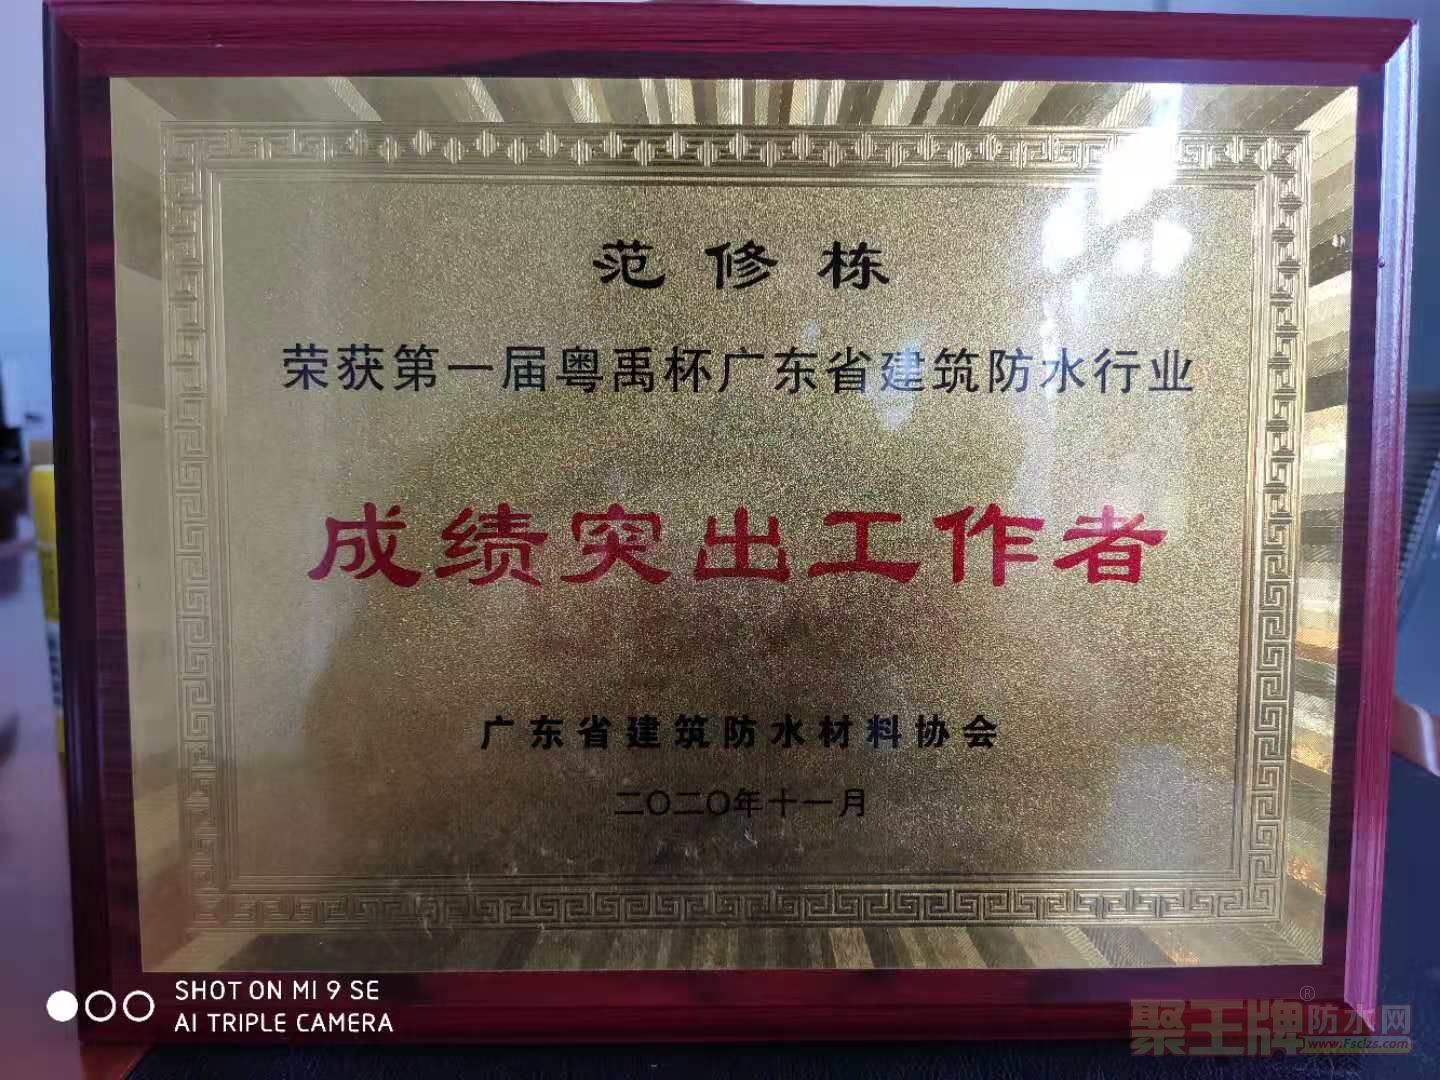 范修栋
荣获第一届粤禹杯广东省建筑防水行业
成绩突出工作者
广东省建筑防水材料协会
二〇二〇年十一月
SHOT ON MI 9 SE
AI TRIPLE CAMERA
聚王牌®防水网
www.Fsclzs.com